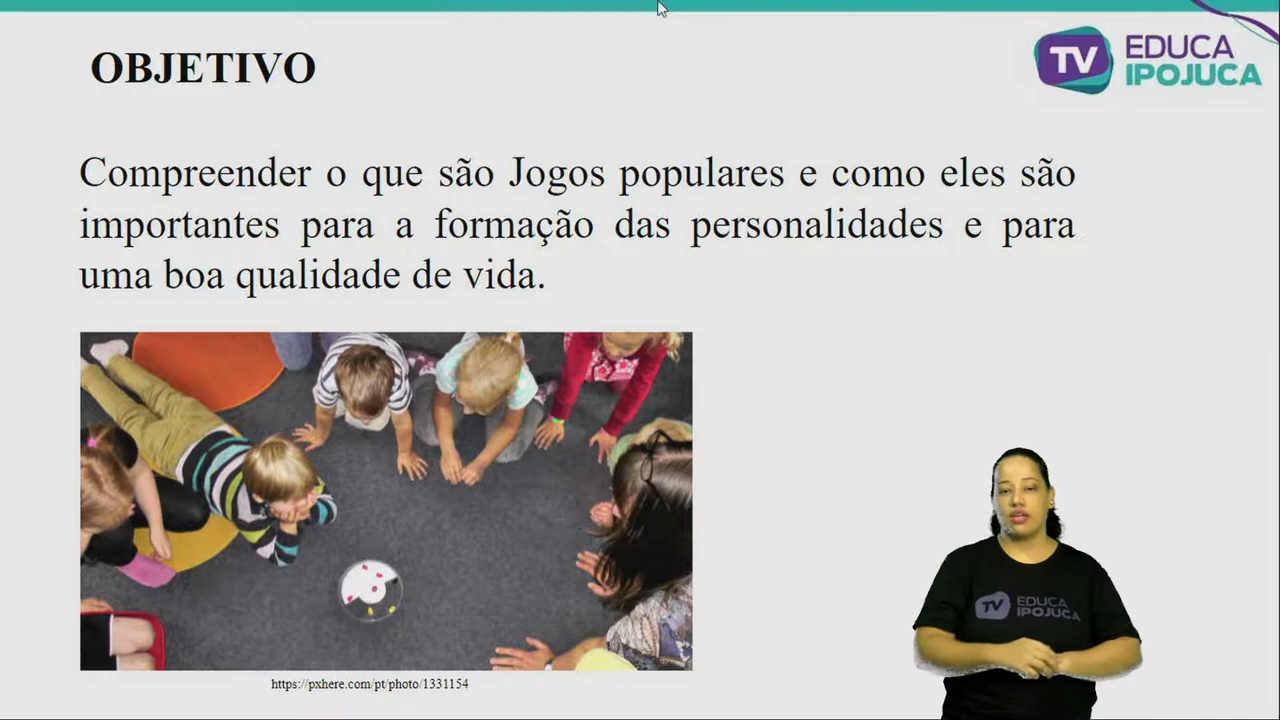 OBJETIVO
TV EDUCA
IPOJUCA
Compreender o que são Jogos populares e como eles são
importantes para a formação das personalidades e para
uma boa qualidade de vida.
https://pxhere.com/pt/photo/1331154
TV EDUCA
IPOJUCA